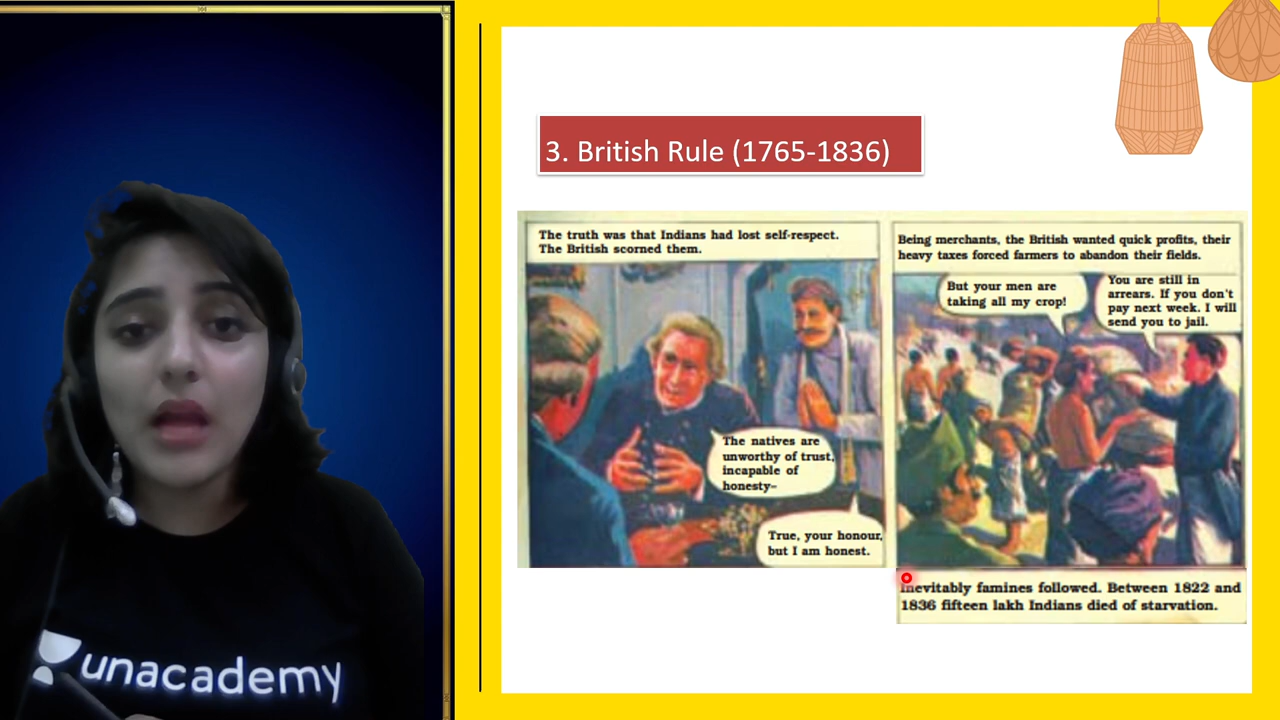 3. British Rule (1765-1836)
The truth was that Indians had lost self-respect.
The British scorned them.
The natives are
unworthy of trust,
incapable of
honesty–
True, your honour,
but I am honest.
Being merchants, the British wanted quick profits, their
heavy taxes forced farmers to abandon their fields.
But your men are
taking all my crop!
You are still in
arrears. If you don't
pay next week. I will
send you to jail.
Inevitably famines followed. Between 1822 and
1836 fifteen lakh Indians died of starvation.
unacademy